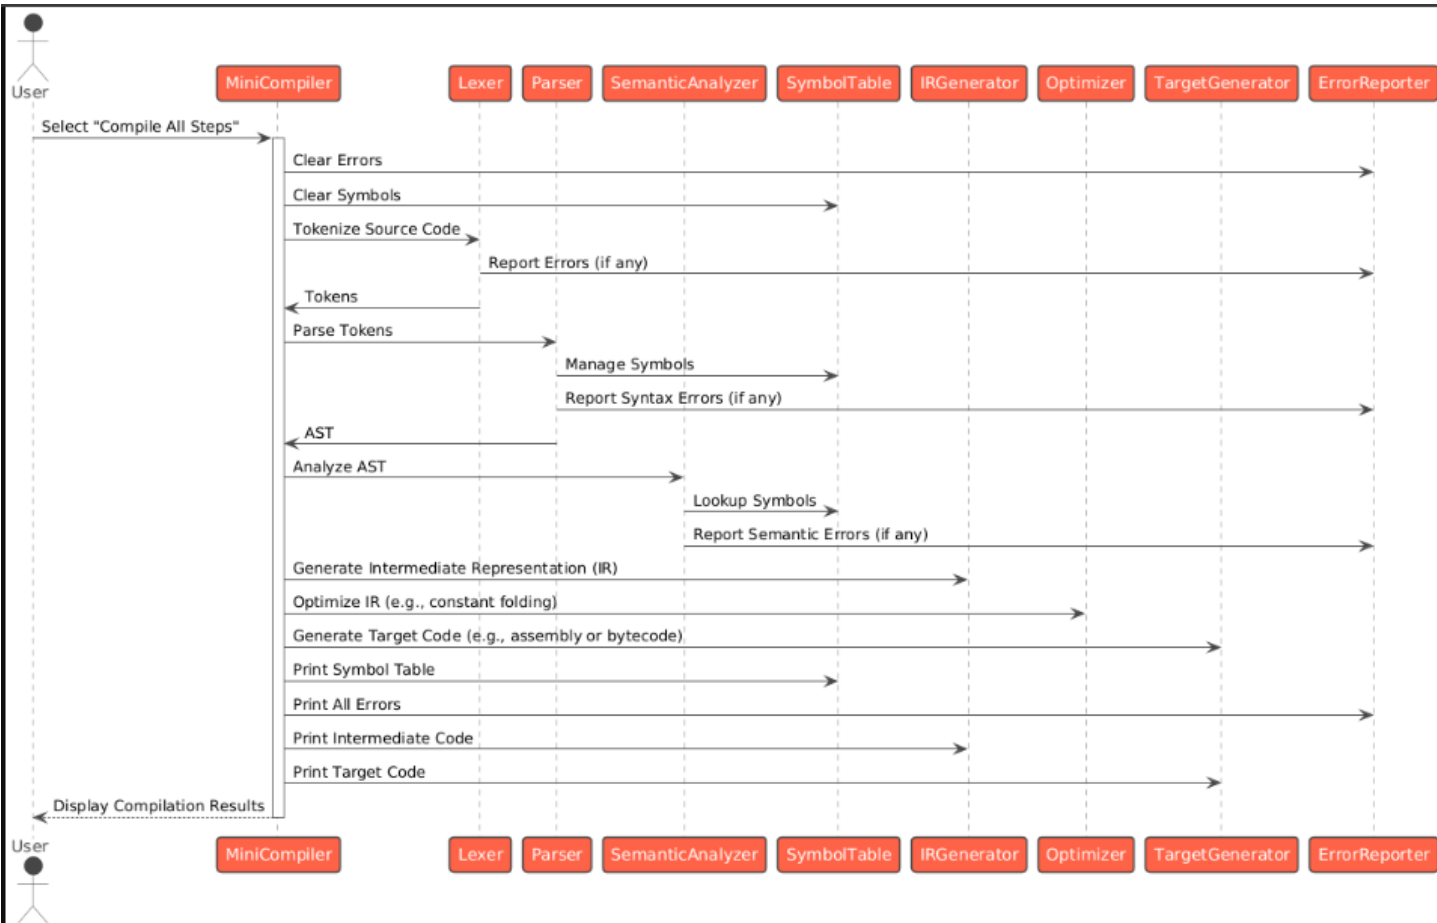 User
MiniCompiler
Lexer
Parser
SemanticAnalyzer
SymbolTable
IRGenerator
Optimizer
TargetGenerator
ErrorReporter
Select "Compile All Steps"
Clear Errors
Clear Symbols
Tokenize Source Code
Report Errors (if any)
Tokens
Parse Tokens
Manage Symbols
Report Syntax Errors (if any)
AST
Analyze AST
Lookup Symbols
Report Semantic Errors (if any)
Generate Intermediate Representation (IR)
Optimize IR (e.g., constant folding)
Generate Target Code (e.g., assembly or bytecode)
Print Symbol Table
Print All Errors
Print Intermediate Code
Print Target Code
Display Compilation Results
User
MiniCompiler
Lexer
Parser
SemanticAnalyzer
SymbolTable
IRGenerator
Optimizer
TargetGenerator
ErrorReporter